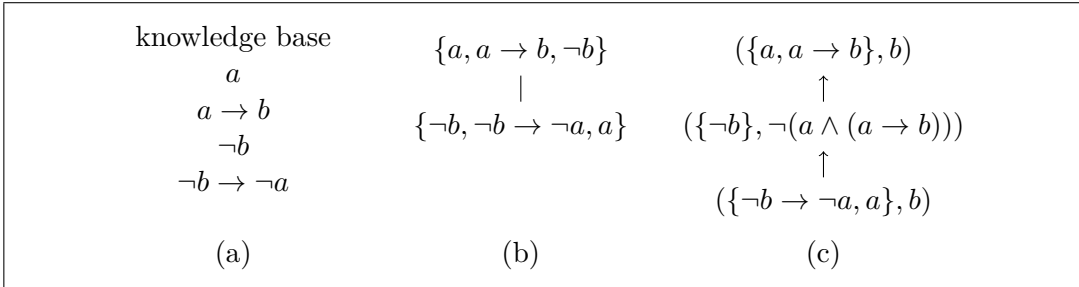 knowledge base
a
a → b
¬b
¬b → ¬a
(a)
{a, a → b, ¬b}
{¬b, ¬b → ¬a, a}
(b)
({a, a → b}, b)
({¬b}, ¬(a ∧ (a → b)))
({¬b → ¬a, a}, b)
(c)